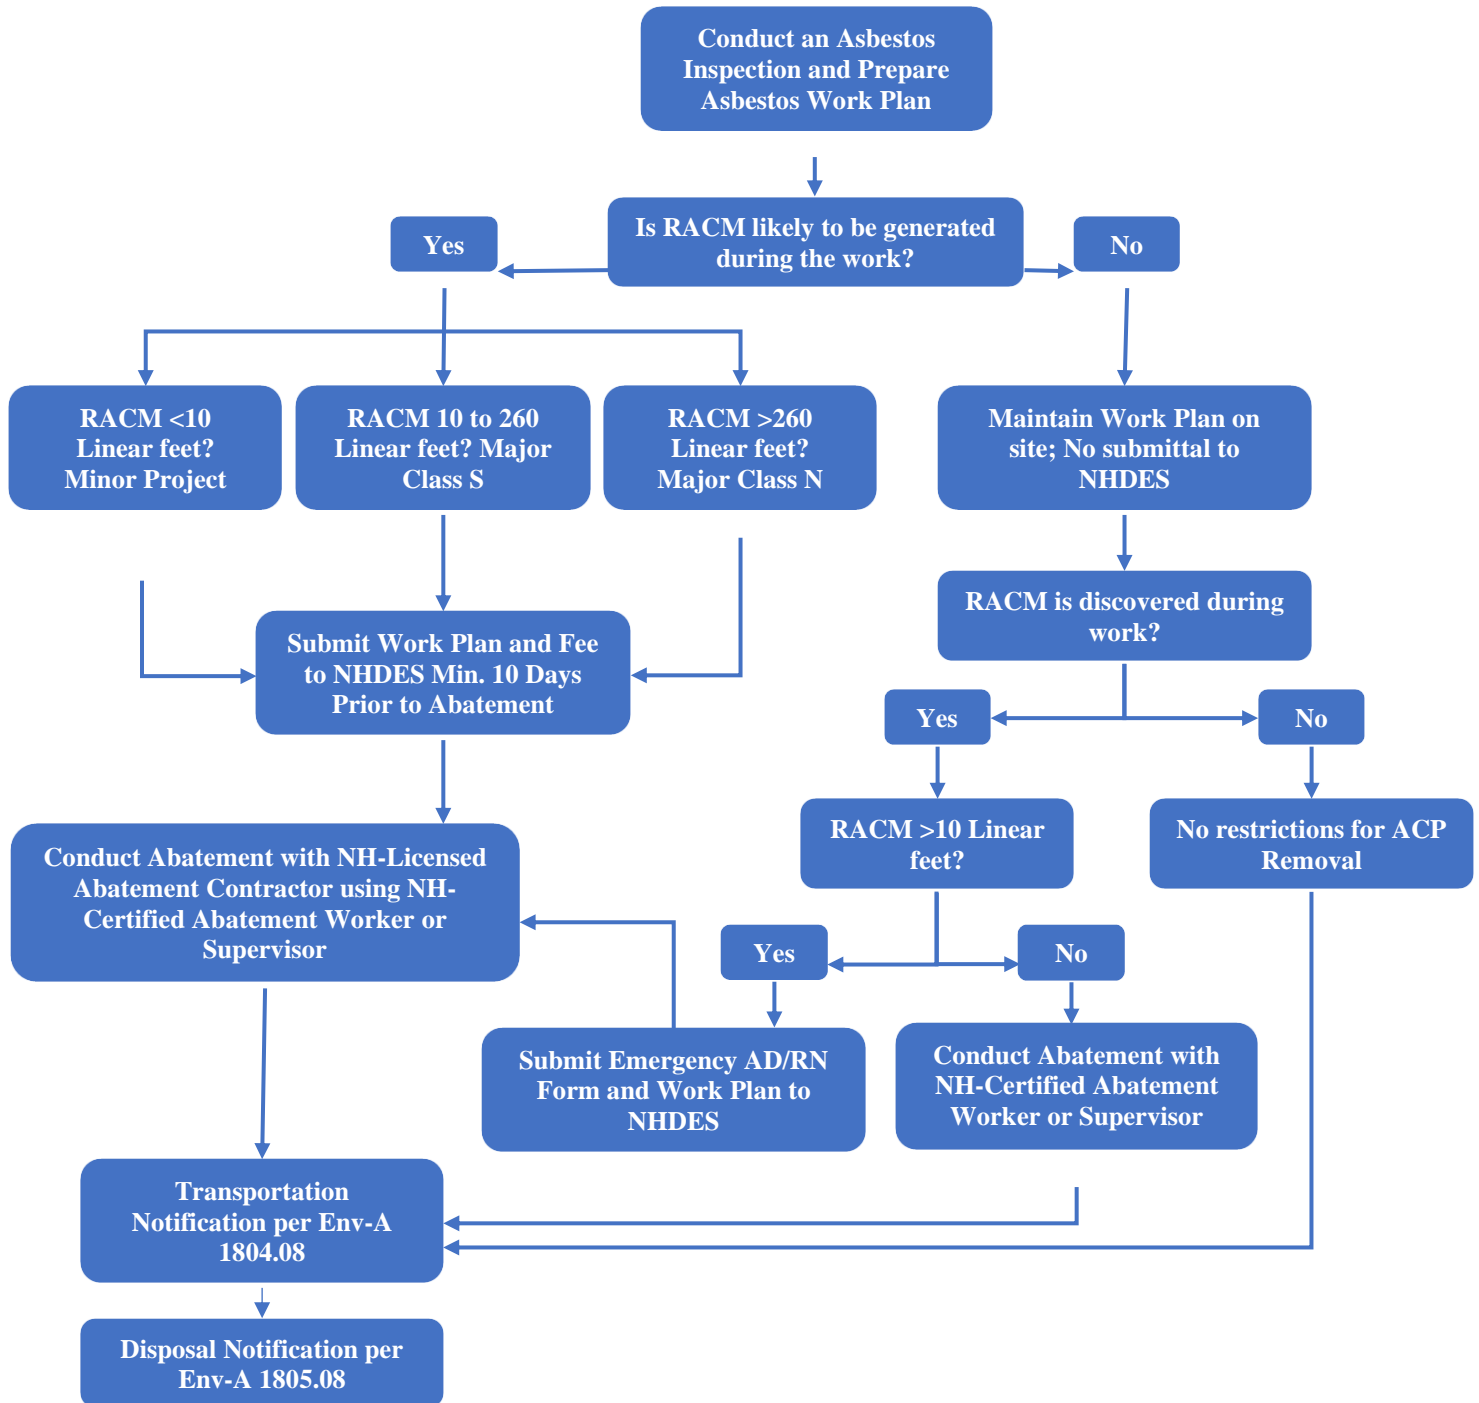 Conduct an Asbestos
Inspection and Prepare
Asbestos Work Plan
Is RACM likely to be generated
during the work?
Yes
No
RACM <10
Linear feet?
Minor Project
RACM 10 to 260
Linear feet? Major
Class S
RACM >260
Linear feet?
Major Class N
Maintain Work Plan on
site; No submittal to
NHDES
RACM is discovered during
work?
Submit Work Plan and Fee
to NHDES Min. 10 Days
Prior to Abatement
Yes
No
RACM >10 Linear
feet?
No restrictions for ACP
Removal
Conduct Abatement with NH-Licensed
Abatement Contractor using NH-
Certified Abatement Worker or
Supervisor
Yes
No
Submit Emergency AD/RN
Form and Work Plan to
NHDES
Conduct Abatement with
NH-Certified Abatement
Worker or Supervisor
Transportation
Notification per Env-A
1804.08
Disposal Notification per
Env-A 1805.08